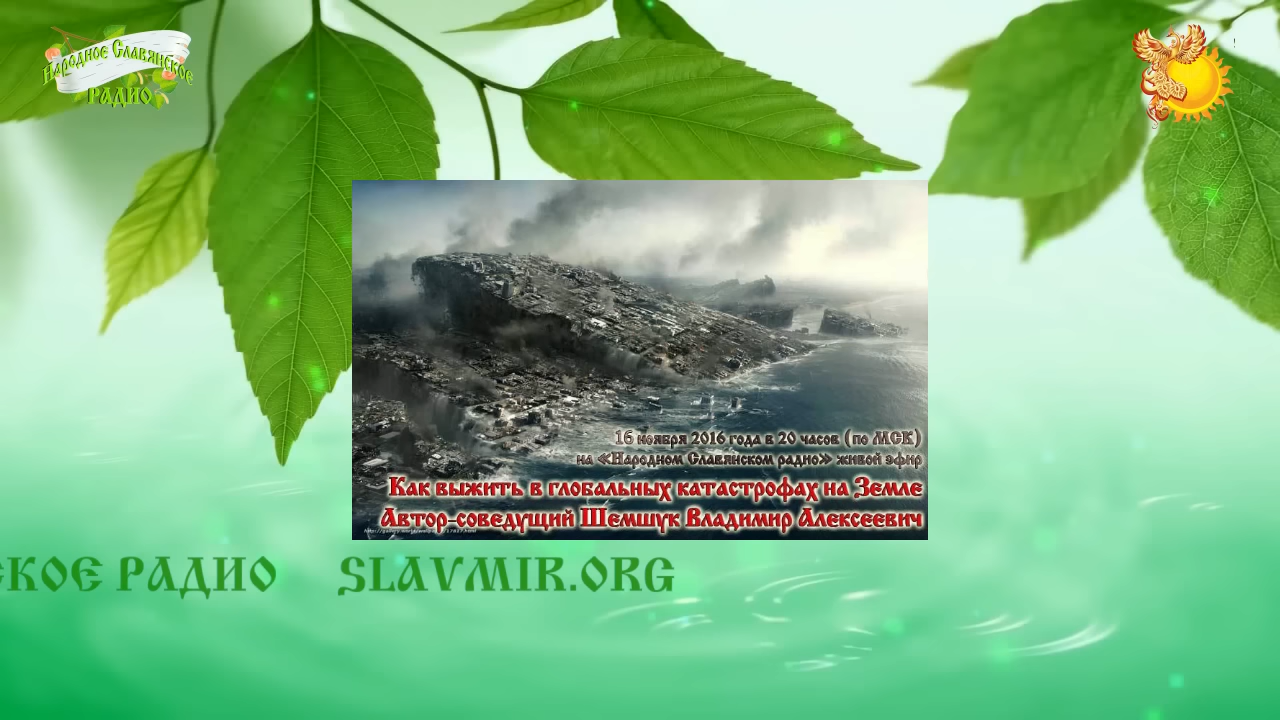 Народное Славянское
РАДИО
16 ноября 2016 года в 20 часов (по МСК)
на «Народном Славянском радио» живой эфир
Как выжить в глобальных катастрофах на Земле
Автор-соведущий Шемшук Владимир Алексеевич
СКОЕ РАДИО SLAVMIR.ORG